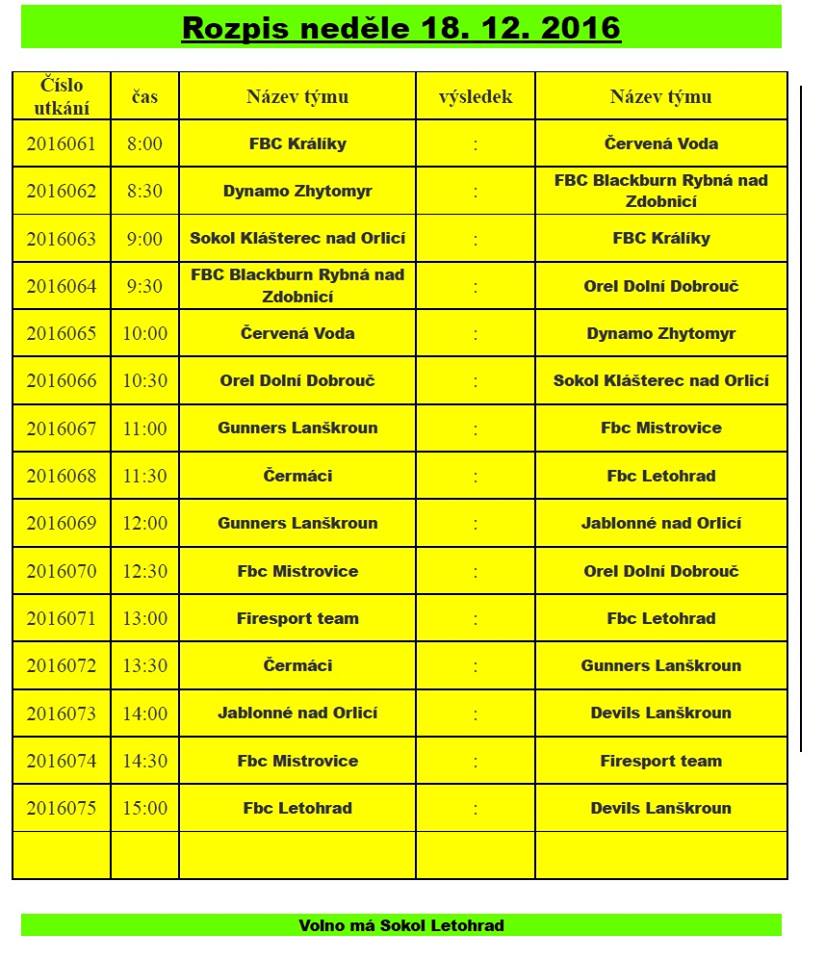 Rozpis neděle 18. 12. 2016
Číslo utkání čas Název týmu výsledek Název týmu
2016061 8:00 FBC Králíky : Červená Voda
2016062 8:30 Dynamo Zhytomyr : FBC Blackburn Rybná nad Zdobnicí
2016063 9:00 Sokol Klášterec nad Orlicí : FBC Králíky
2016064 9:30 FBC Blackburn Rybná nad Zdobnicí : Orel Dolní Dobrouč
2016065 10:00 Červená Voda : Dynamo Zhytomyr
2016066 10:30 Orel Dolní Dobrouč : Sokol Klášterec nad Orlicí
2016067 11:00 Gunners Lanškroun : Fbc Mistrovice
2016068 11:30 Čermáci : Fbc Letohrad
2016069 12:00 Gunners Lanškroun : Jablonné nad Orlicí
2016070 12:30 Fbc Mistrovice : Orel Dolní Dobrouč
2016071 13:00 Firesport team : Fbc Letohrad
2016072 13:30 Čermáci : Gunners Lanškroun
2016073 14:00 Jablonné nad Orlicí : Devils Lanškroun
2016074 14:30 Fbc Mistrovice : Firesport team
2016075 15:00 Fbc Letohrad : Devils Lanškroun
Volno má Sokol Letohrad